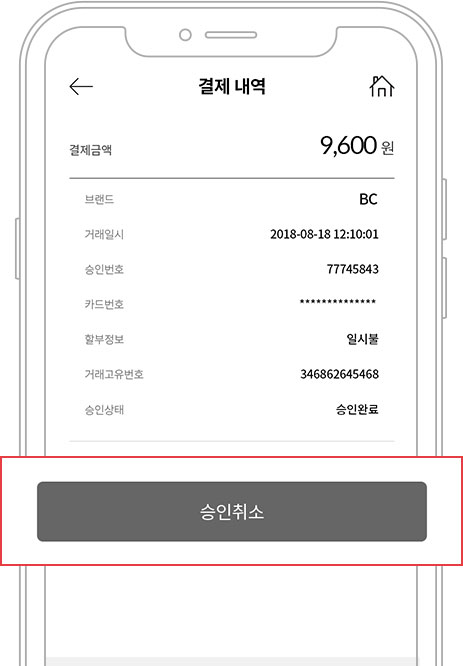 결제 내역
결제금액 9,600 원
브랜드 BC
거래일시 2018-08-18 12:10:01
승인번호 77745843
카드번호 **************
할부정보 일시불
거래고유번호 346862645468
승인상태 승인완료
승인취소